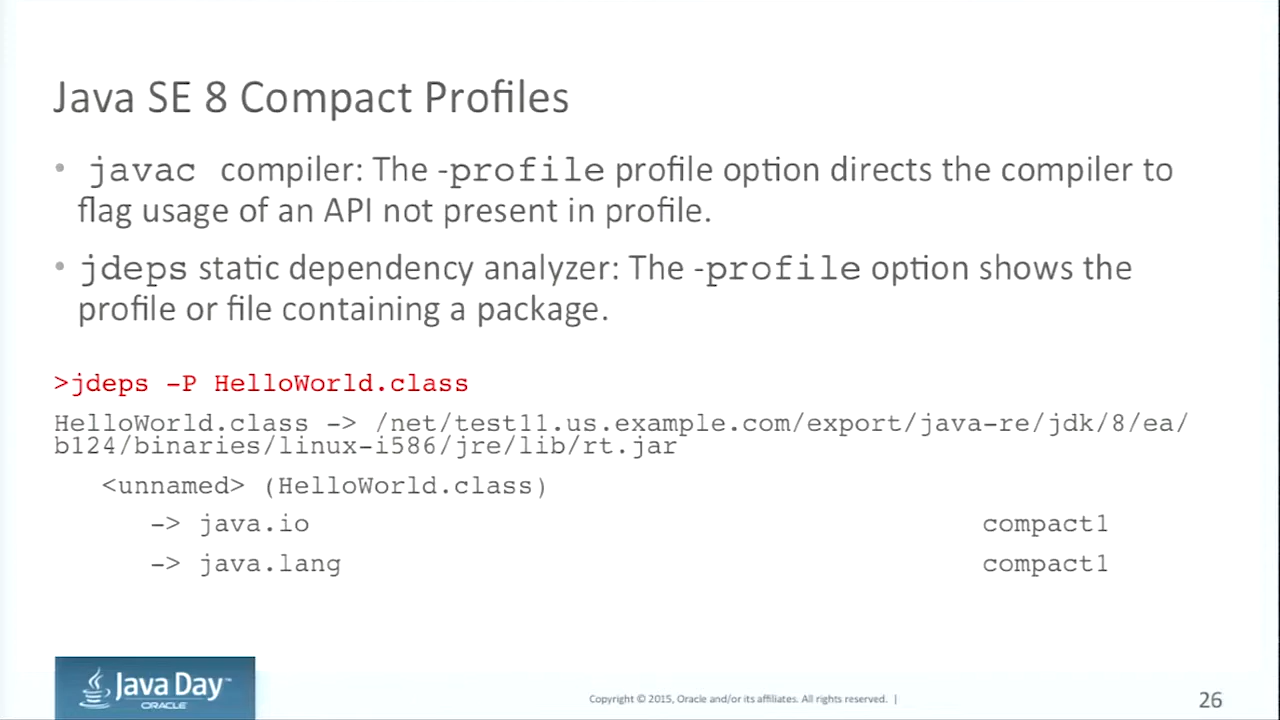 Java SE 8 Compact Profiles
• javac compiler: The -profile profile option directs the compiler to
flag usage of an API not present in profile.
• jdeps static dependency analyzer: The -profile option shows the
profile or file containing a package.
>jdeps -P HelloWorld.class
HelloWorld.class -> /net/test11.us.example.com/export/java-re/jdk/8/ea/
b124/binaries/linux-i586/jre/lib/rt.jar
<unnamed> (HelloWorld.class)
-> java.io compact1
-> java.lang compact1
Java Day™
ORACLE
Copyright © 2015, Oracle and/or its affiliates. All rights reserved. |
26